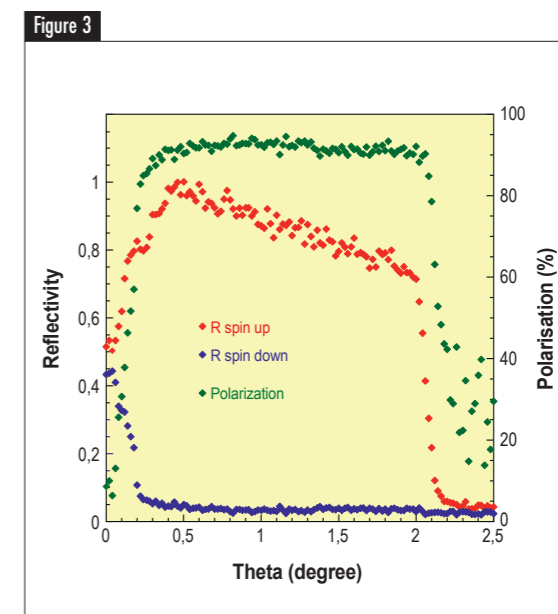 Figure 3
Reflectivity
1
0,8
0,6
0,4
0,2
0
100
80
60
40
20
0
Polarisation (%)
R spin up
R spin down
Polarization
0 0,5 1 1,5 2 2,5
Theta (degree)